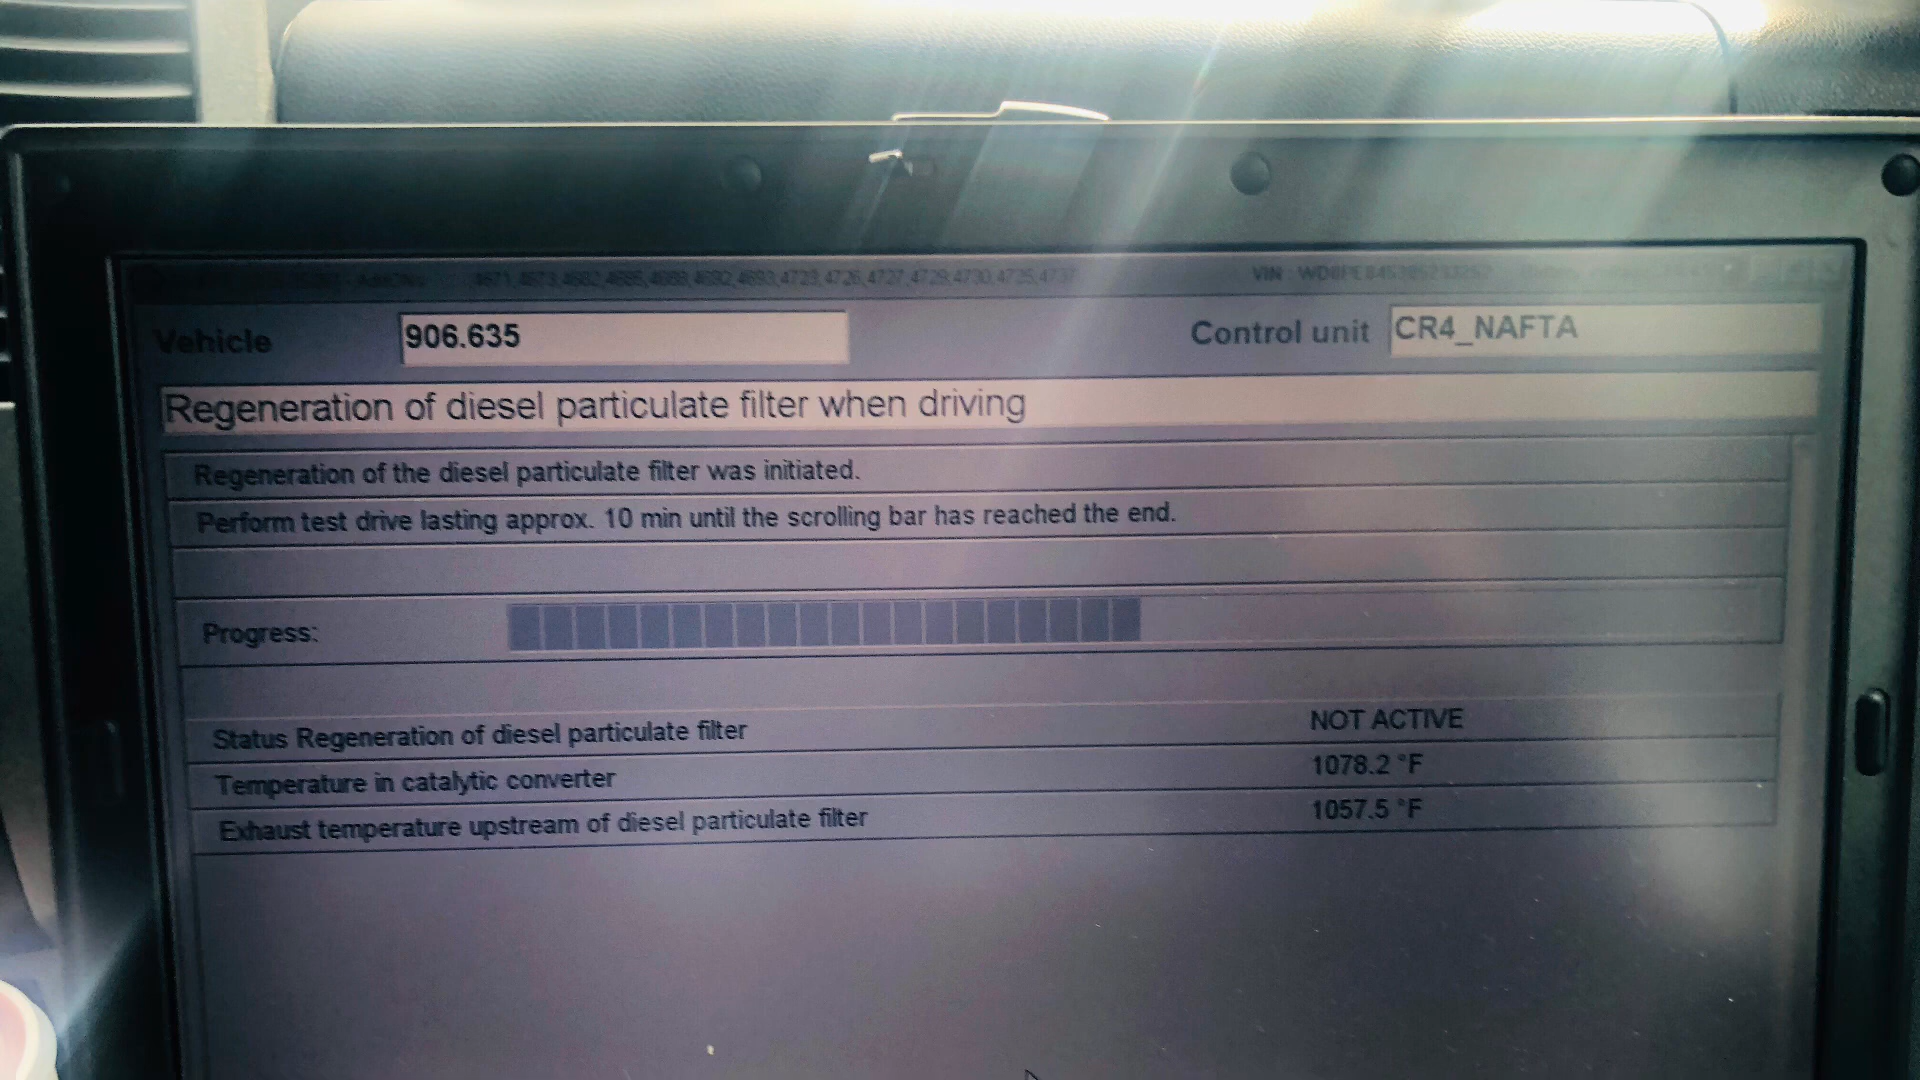 VIN :
Vehicle 906.635 Control unit CR4_NAFTA
Regeneration of diesel particulate filter when driving
Regeneration of the diesel particulate filter was initiated.
Perform test drive lasting approx. 10 min until the scrolling bar has reached the end.
Progress:
Status Regeneration of diesel particulate filter NOT ACTIVE
Temperature in catalytic converter 1078.2 °F
Exhaust temperature upstream of diesel particulate filter 1057.5 °F